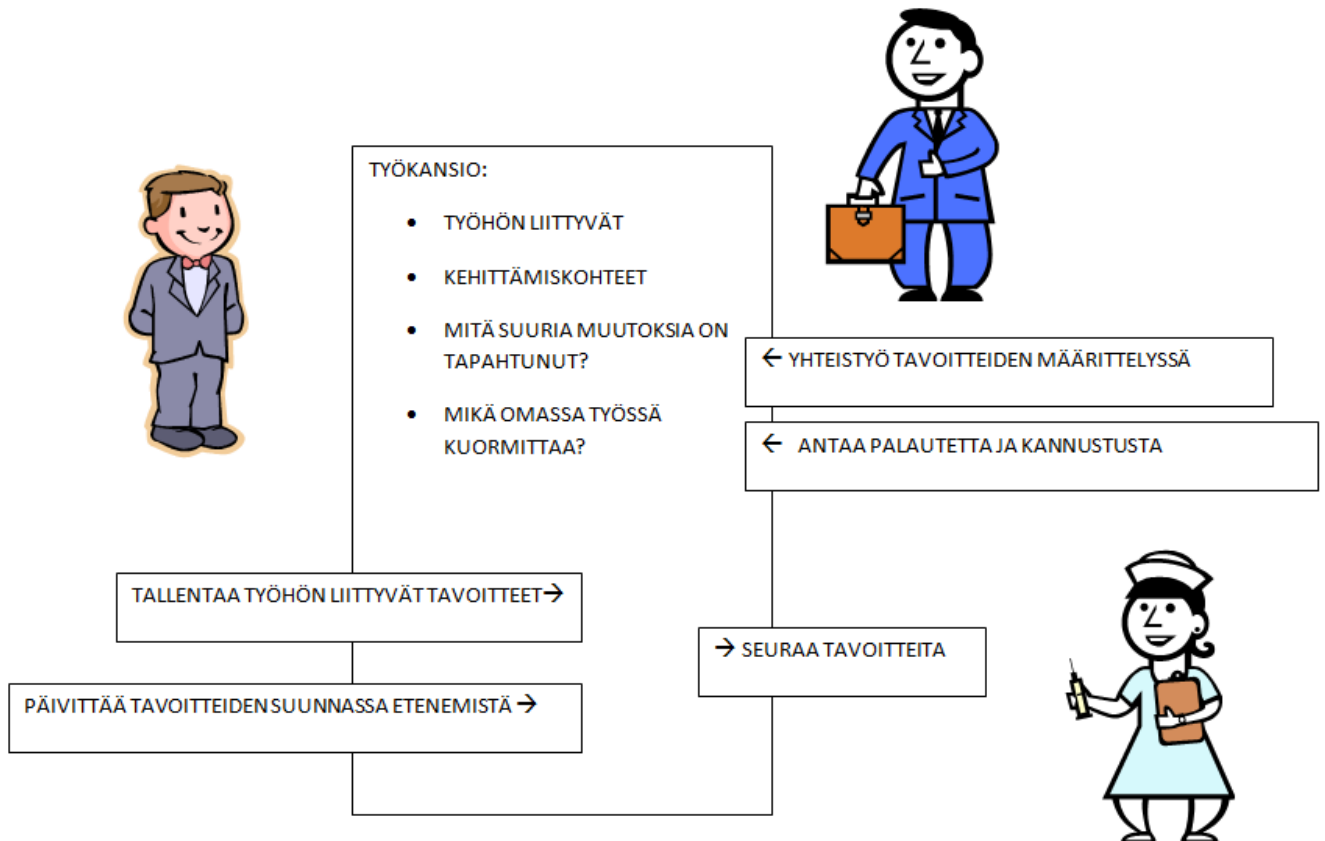 TYÖKANSIO:
• TYÖHÖN LIITTYVÄT
• KEHITTÄMISKOHTEET
• MITÄ SUURIA MUUTOKSIA ON
TAPAHTUNUT?
• MIKÄ OMASSA TYÖSSÄ
KUORMITTAA?
← YHTEISTYÖ TAVOITTEIDEN MÄÄRITTELYSSÄ
← ANTAA PALAUTETTA JA KANNUSTUSTA
TALLENTAA TYÖHÖN LIITTYVÄT TAVOITTEET→
→ SEURAA TAVOITTEITA
PÄIVITTÄÄ TAVOITTEIDEN SUUNNASSA ETENEMISTÄ →